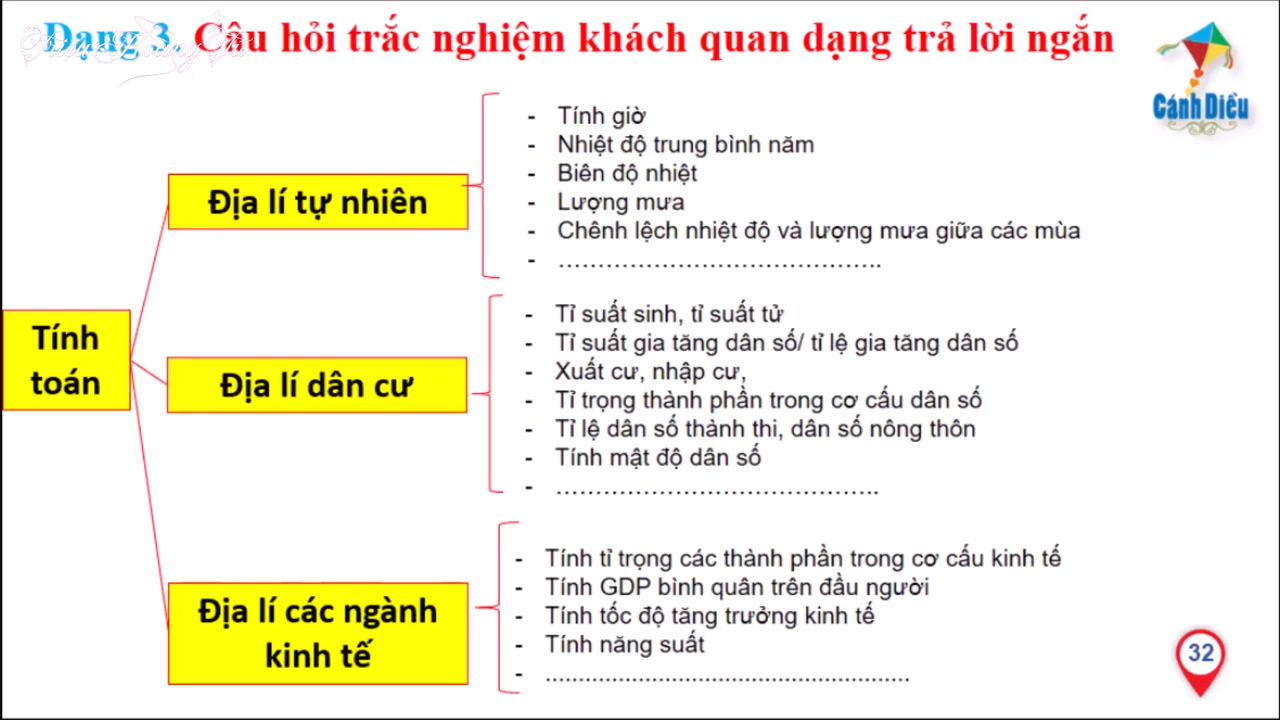 Dạng 3. Câu hỏi trắc nghiệm khách quan dạng trả lời ngắn
Cánh Diều
- Tính giờ
- Nhiệt độ trung bình năm
- Biên độ nhiệt
- Lượng mưa
- Chênh lệch nhiệt độ và lượng mưa giữa các mùa
- ……………………………………..
Địa lí tự nhiên
Tính
toán
- Tỉ suất sinh, tỉ suất tử
- Tỉ suất gia tăng dân số/ tỉ lệ gia tăng dân số
- Xuất cư, nhập cư,
- Tỉ trọng thành phần trong cơ cấu dân số
- Tỉ lệ dân số thành thi, dân số nông thôn
- Tính mật độ dân số
- ……………………………………..
Địa lí dân cư
- Tính tỉ trọng các thành phần trong cơ cấu kinh tế
- Tính GDP bình quân trên đầu người
- Tính tốc độ tăng trưởng kinh tế
- Tính năng suất
- .......................................................
Địa lí các ngành
kinh tế
32